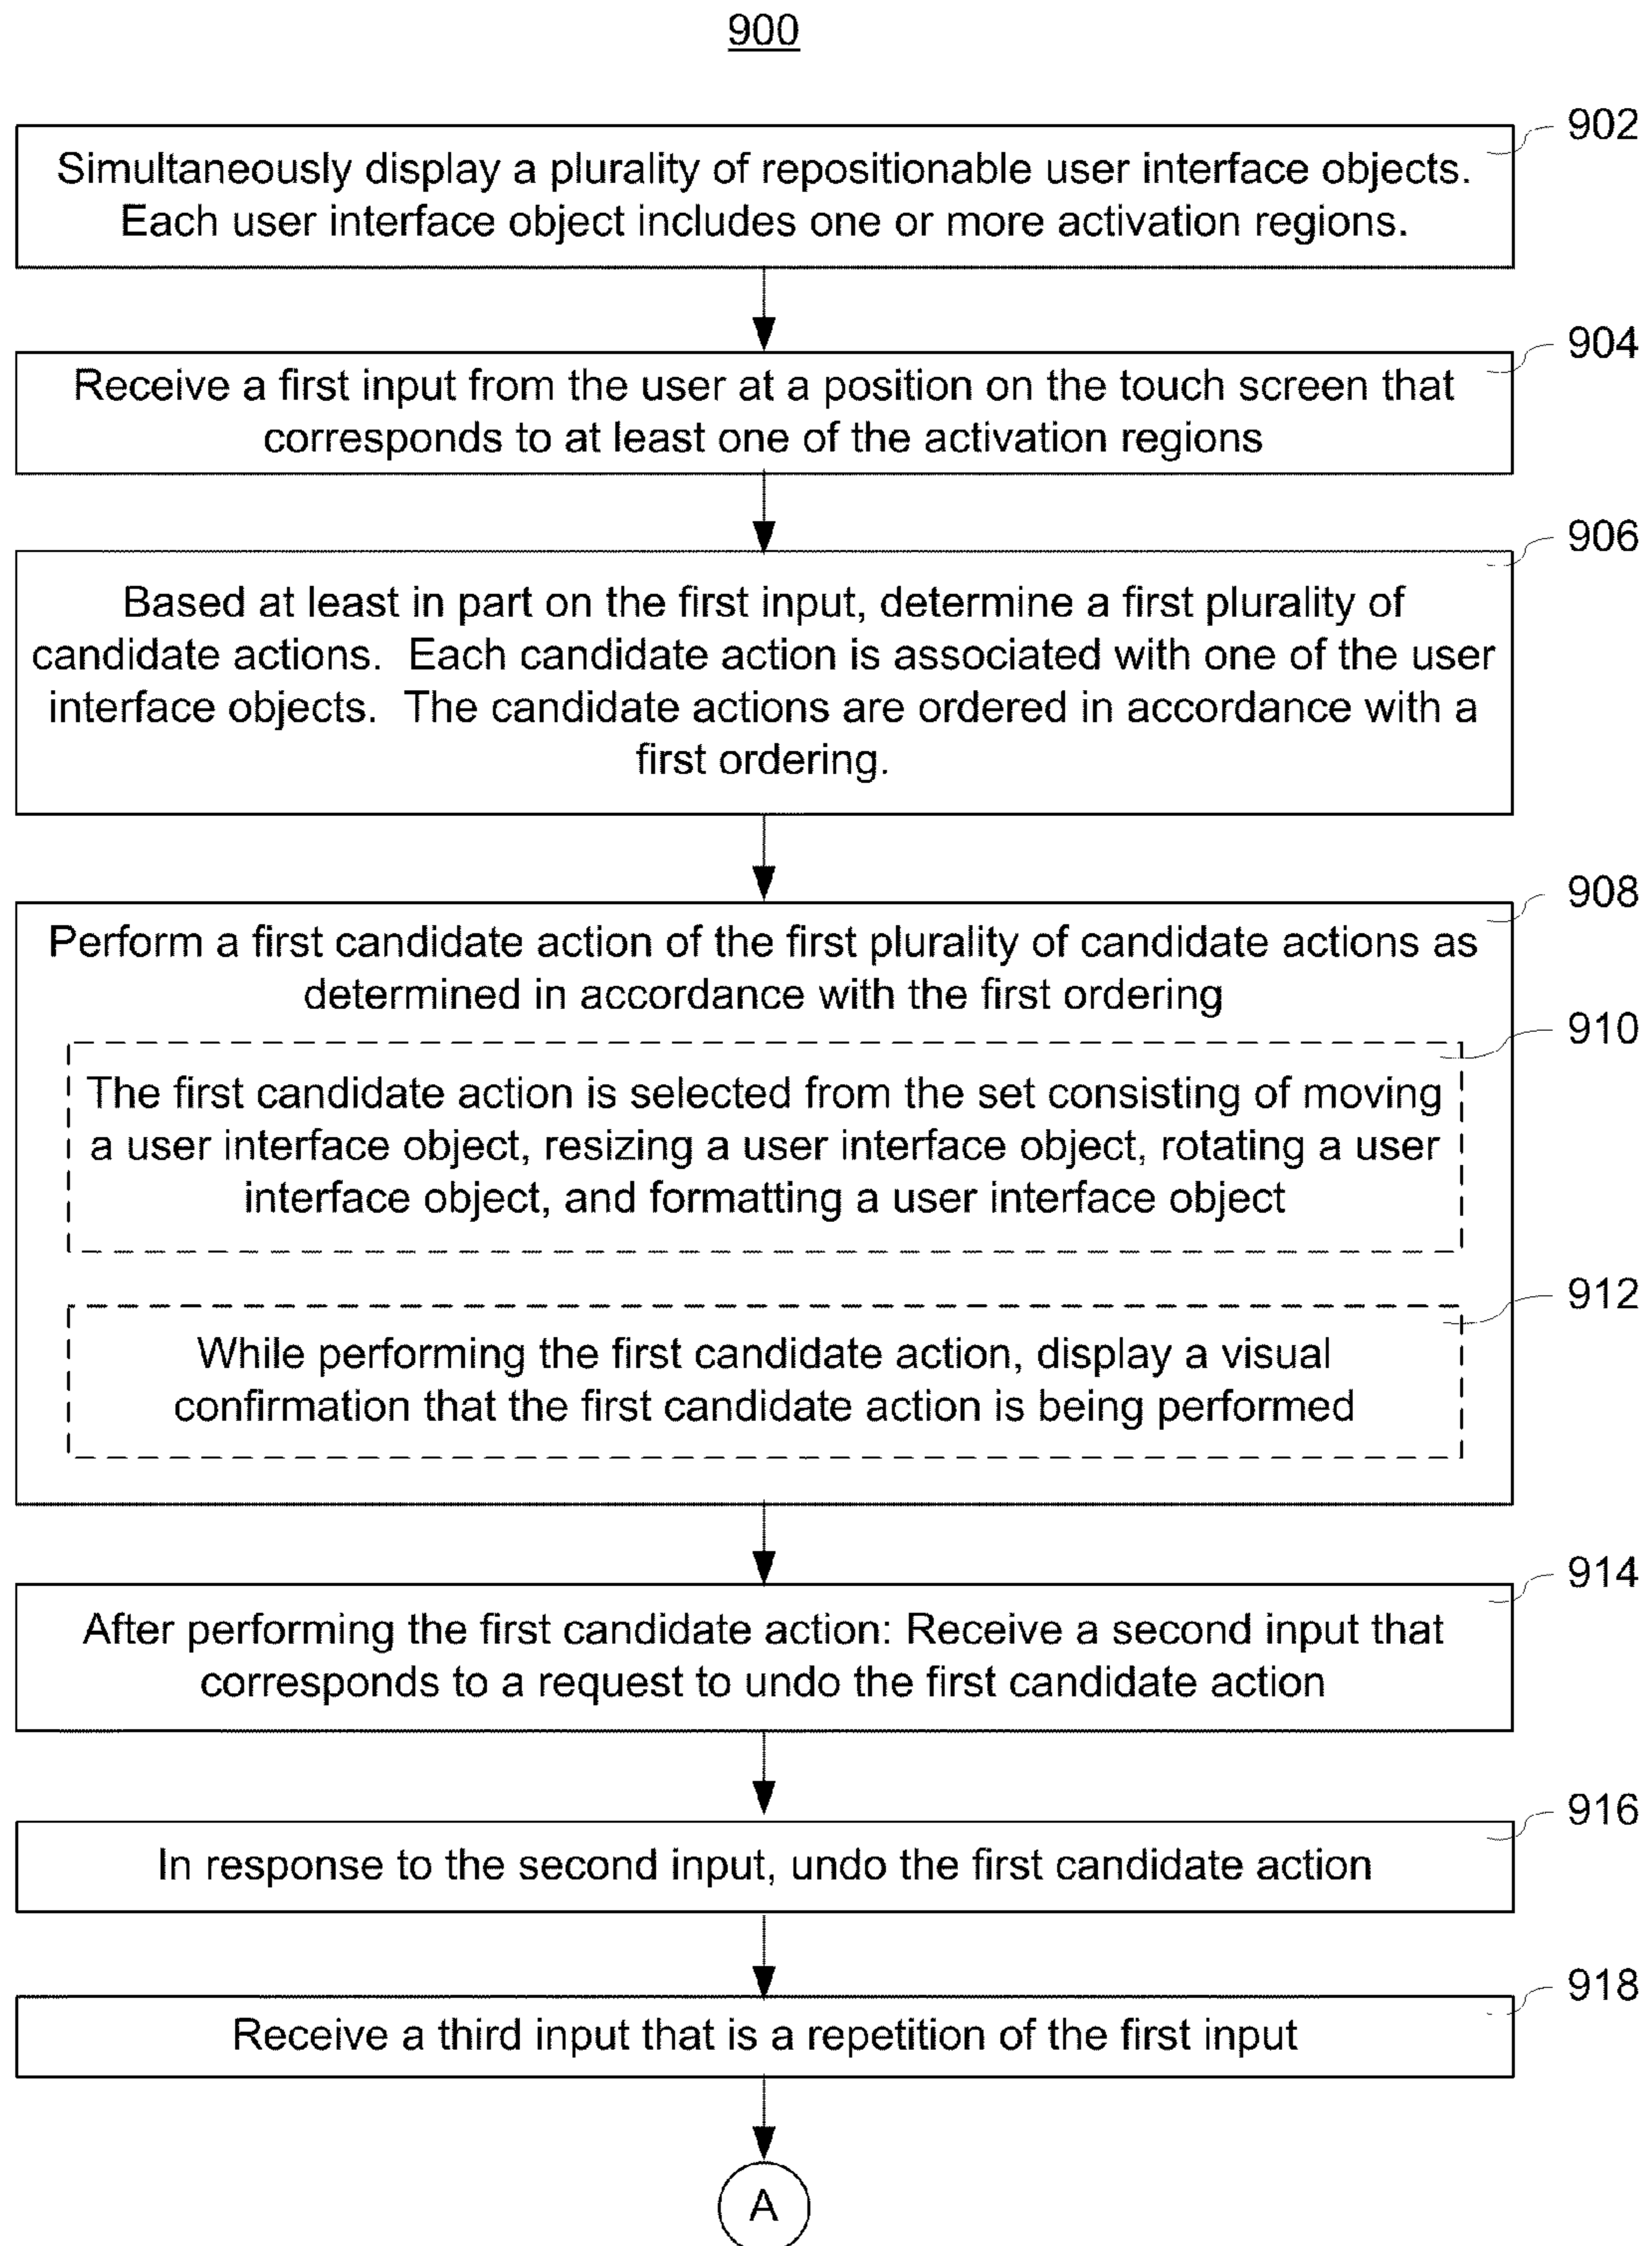 900
902
Simultaneously display a plurality of repositionable user interface objects.
Each user interface object includes one or more activation regions.
904
Receive a first input from the user at a position on the touch screen that
corresponds to at least one of the activation regions
906
Based at least in part on the first input, determine a first plurality of
candidate actions.  Each candidate action is associated with one of the user
interface objects.  The candidate actions are ordered in accordance with a
first ordering.
908
Perform a first candidate action of the first plurality of candidate actions as
determined in accordance with the first ordering
910
The first candidate action is selected from the set consisting of moving
a user interface object, resizing a user interface object, rotating a user
interface object, and formatting a user interface object
912
While performing the first candidate action, display a visual
confirmation that the first candidate action is being performed
914
After performing the first candidate action: Receive a second input that
corresponds to a request to undo the first candidate action
916
In response to the second input, undo the first candidate action
918
Receive a third input that is a repetition of the first input
A